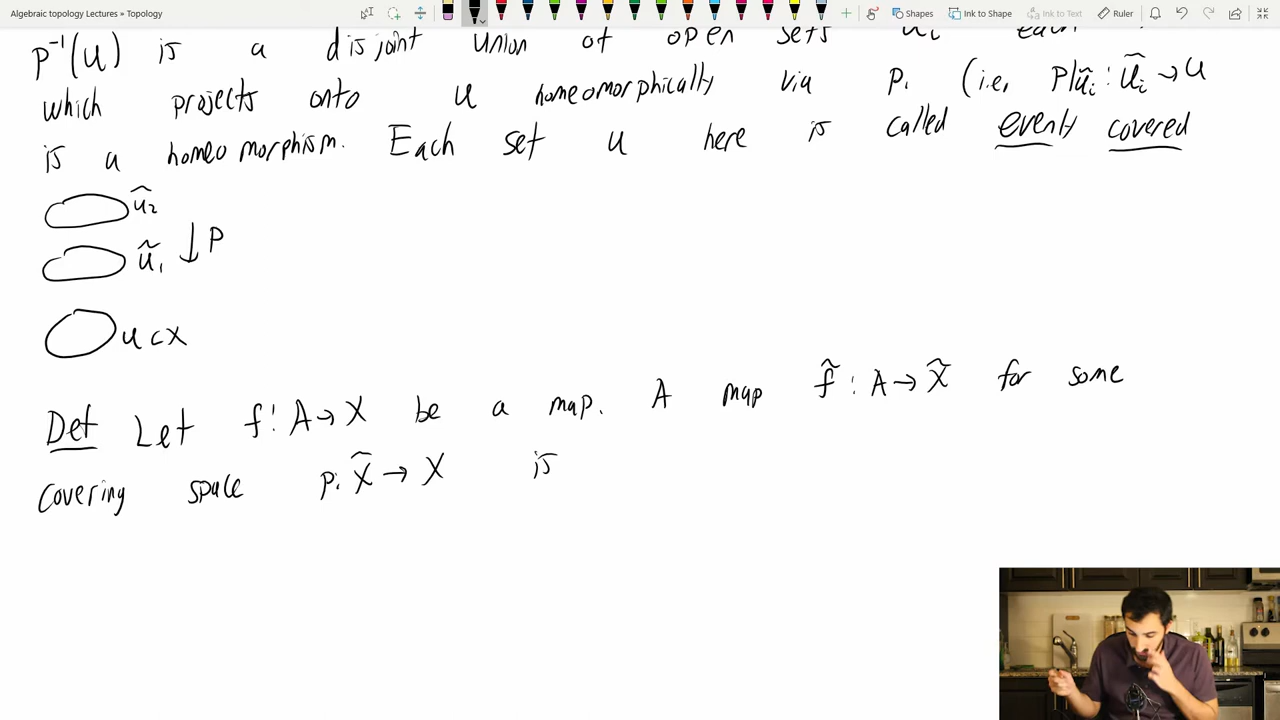 Algebraic topology Lectures – Topology
Shapes Ink to Shape Ink to Text Ruler
p⁻¹(U) is a disjoint union of open sets Ũi each
which projects onto U homeomorphically via p. (i.e, P|ũi : ũi → U
is a homeomorphism. Each set U here is called evenly covered
ũ2
ũ1 ↓ P
U ⊂ X
Def Let f: A → X be a map. A map f̃ : A → X̃ for some
covering space p: X̃ → X is